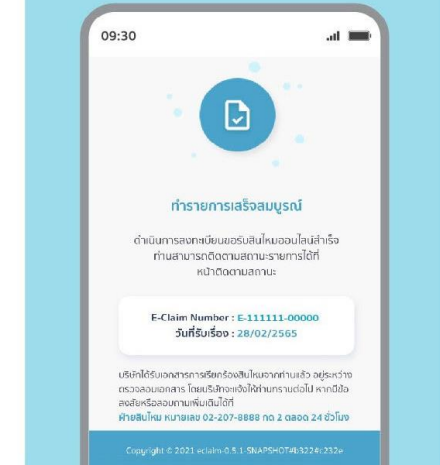 09:30
ทำรายการเสร็จสมบูรณ์
ดำเนินการลงทะเบียนขอรับสินไหมออนไลน์สำเร็จ
ท่านสามารถติดตามสถานะรายการได้ที่
หน้าติดตามสถานะ
E-Claim Number : E-111111-00000
วันที่รับเรื่อง : 28/02/2565
บริษัทได้รับเอกสารการเรียกร้องสินไหมจากท่านแล้ว อยู่ระหว่าง
ตรวจสอบเอกสาร โดยบริษัทจะแจ้งให้ท่านทราบต่อไป หากมีข้อ
สงสัยหรือสอบถามเพิ่มเติมได้ที่
ฝ่ายสินไหม หมายเลข 02-207-8888 กด 2 ตลอด 24 ชั่วโมง
Copyright © 2021 eclaim-0.5.1-SNAPSHOT#b3224c232e